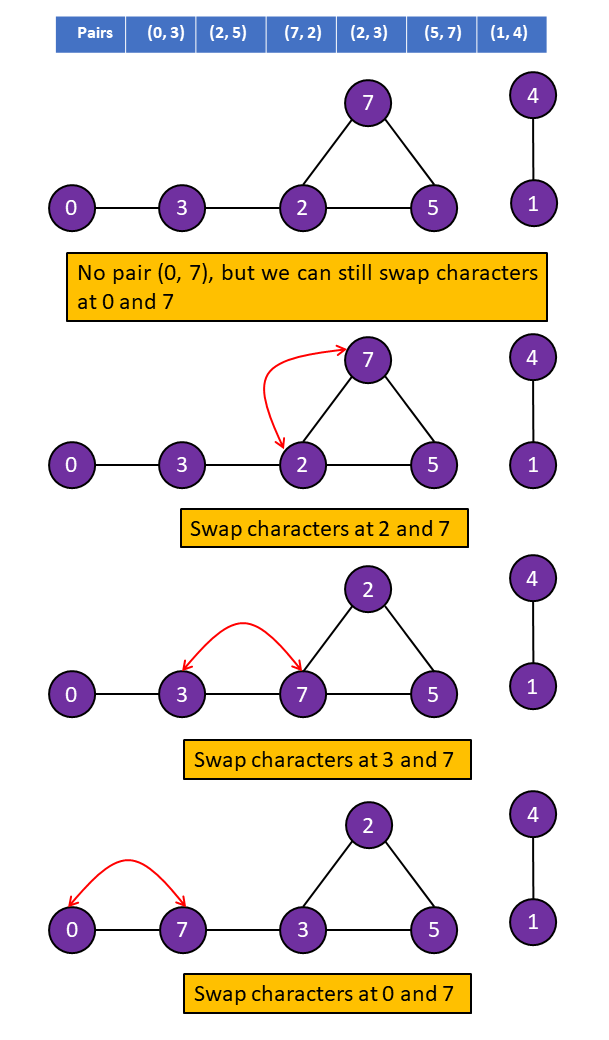 Pairs (0, 3) (2, 5) (7, 2) (2, 3) (5, 7) (1, 4)
7 4
0 3 2 5 1
No pair (0, 7), but we can still swap characters
at 0 and 7
7 4
0 3 2 5 1
Swap characters at 2 and 7
2 4
0 3 7 5 1
Swap characters at 3 and 7
2 4
0 7 3 5 1
Swap characters at 0 and 7